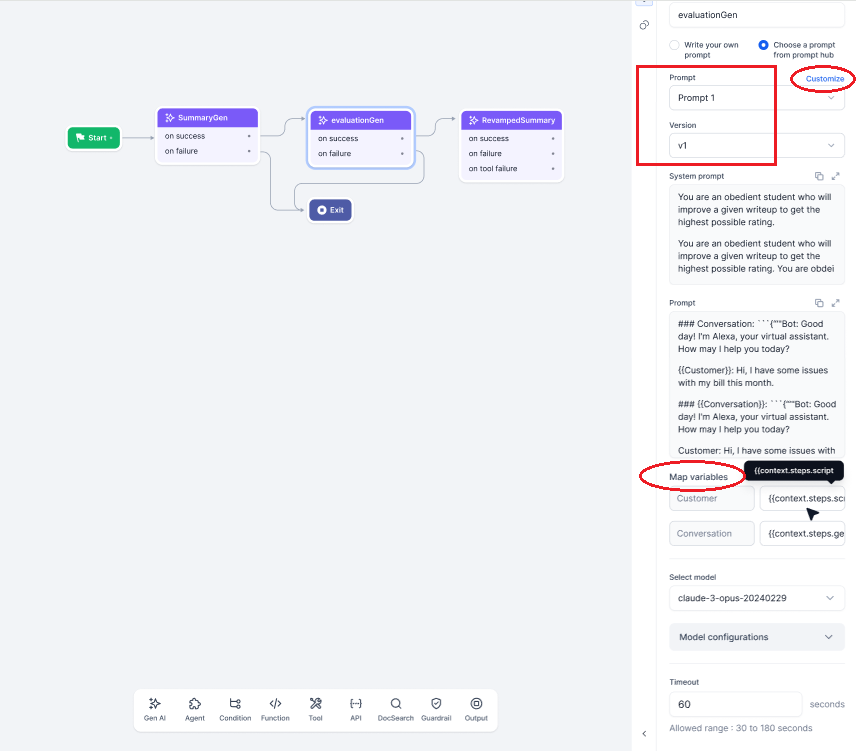 evaluationGen
Write your own
prompt
Choose a prompt
from prompt hub
Prompt
Customize
Prompt 1
Version
v1
System prompt
You are an obedient student who will
improve a given writeup to get the
highest possible rating.
You are an obedient student who will
improve a given writeup to get the
highest possible rating. You are obdei
Prompt
### Conversation: ```{"""Bot: Good
day! I'm Alexa, your virtual assistant.
How may I help you today?
{{Customer}}: Hi, I have some issues
with my bill this month.
### {{Conversation}}: ```{"""Bot: Good
day! I'm Alexa, your virtual assistant.
How may I help you today?
Customer: Hi, I have some issues with
Map variables
{{context.steps.script
Customer
{{context.steps.scr
Conversation
{{context.steps.ge
Select model
claude-3-opus-20240229
Model configurations
Timeout
60
seconds
Allowed range : 30 to 180 seconds
Start
SummaryGen
on success
on failure
evaluationGen
on success
on failure
RevampedSummary
on success
on failure
on tool failure
Exit
Gen AI
Agent
Condition
Function
Tool
API
DocSearch
Guardrail
Output